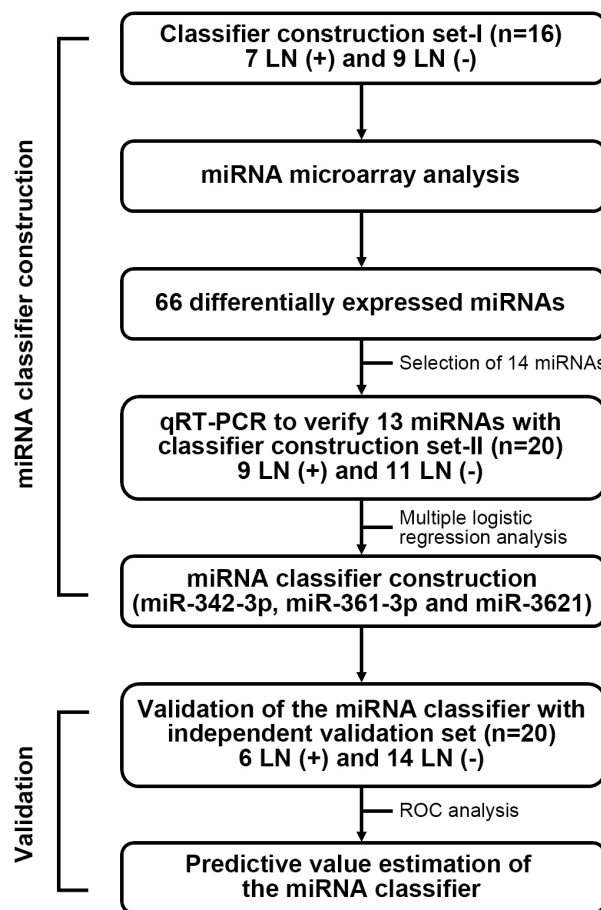 Classifier construction set-I (n=16)
7 LN (+) and 9 LN (-)
miRNA microarray analysis
66 differentially expressed miRNAs
Selection of 14 miRNAs
qRT-PCR to verify 13 miRNAs with
classifier construction set-II (n=20)
9 LN (+) and 11 LN (-)
Multiple logistic
regression analysis
miRNA classifier construction
(miR-342-3p, miR-361-3p and miR-3621)
miRNA classifier construction
Validation of the miRNA classifier with
independent validation set (n=20)
6 LN (+) and 14 LN (-)
ROC analysis
Predictive value estimation of
the miRNA classifier
Validation